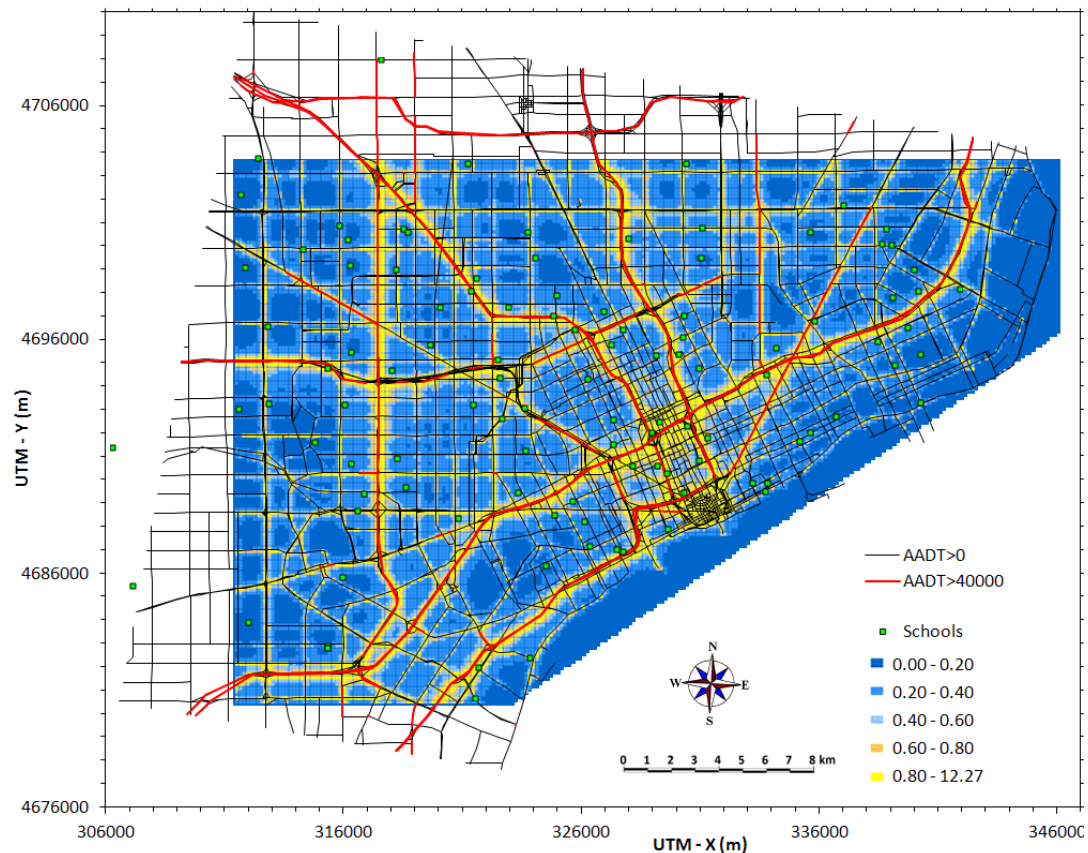 4706000
4696000
4686000
4676000
UTM - Y (m)
306000 316000 326000 336000 346000
UTM - X (m)
AADT>0
AADT>40000
Schools
0.00 - 0.20
0.20 - 0.40
0.40 - 0.60
0.60 - 0.80
0.80 - 12.27
N
W E
S
0 1 2 3 4 5 6 7 8 km